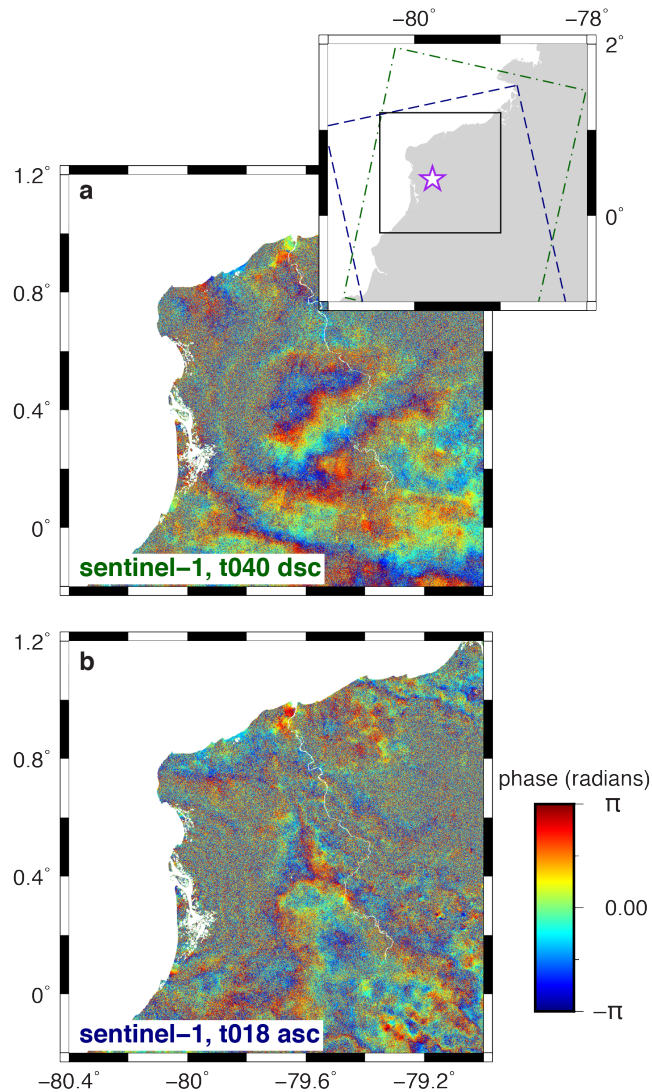 −80˚ −78˚
2˚
0˚
1.2˚
a
0.8˚
0.4˚
0˚
sentinel−1, t040 dsc
1.2˚
b
0.8˚
0.4˚
0˚
sentinel−1, t018 asc
phase (radians)
π
0.00
−π
−80.4 −80 −79.6 −79.2